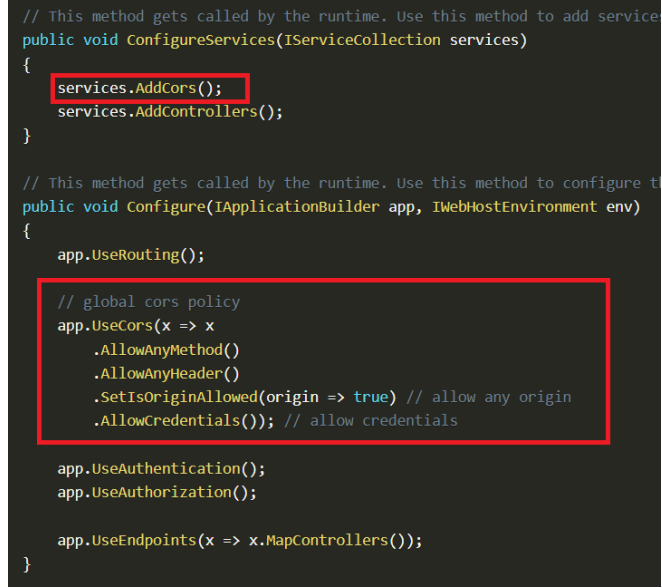 // This method gets called by the runtime. Use this method to add services
public void ConfigureServices(IServiceCollection services)
{
    services.AddCors();
    services.AddControllers();
}
// This method gets called by the runtime. Use this method to configure
public void Configure(IApplicationBuilder app, IWebHostEnvironment env)
{
    app.UseRouting();
    // global cors policy
    app.UseCors(x => x
        .AllowAnyMethod()
        .AllowAnyHeader()
        .SetIsOriginAllowed(origin => true) // allow any origin
        .AllowCredentials()); // allow credentials
    app.UseAuthentication();
    app.UseAuthorization();
    app.UseEndpoints(x => x.MapControllers());
}